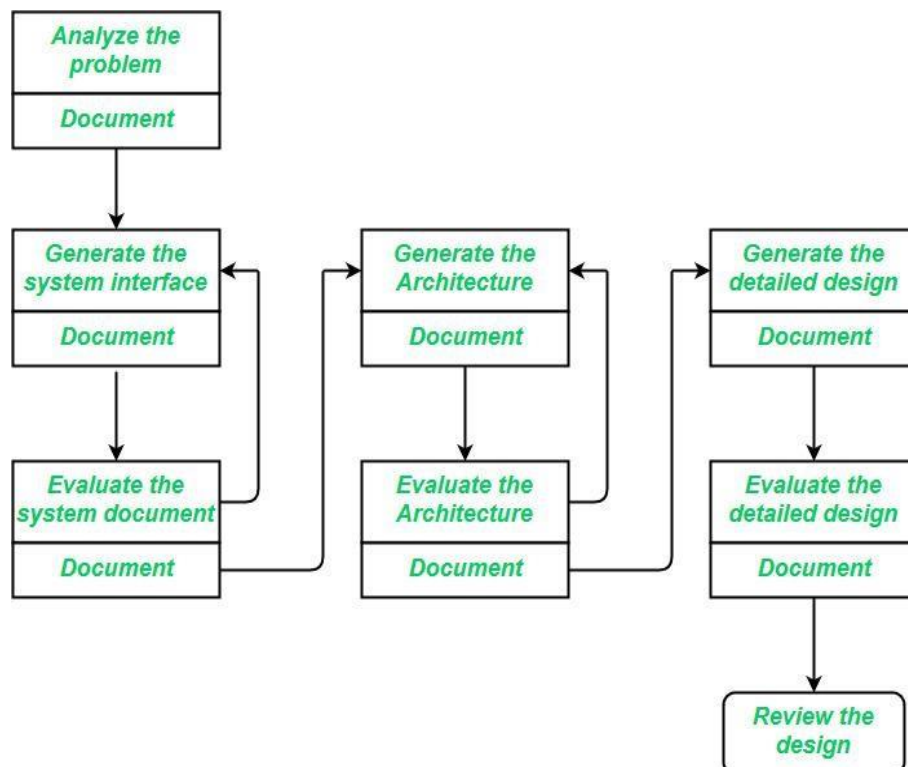 Analyze the
problem
Document
Generate the
system interface
Document
Evaluate the
system document
Document
Generate the
Architecture
Document
Evaluate the
Architecture
Document
Generate the
detailed design
Document
Evaluate the
detailed design
Document
Review the
design